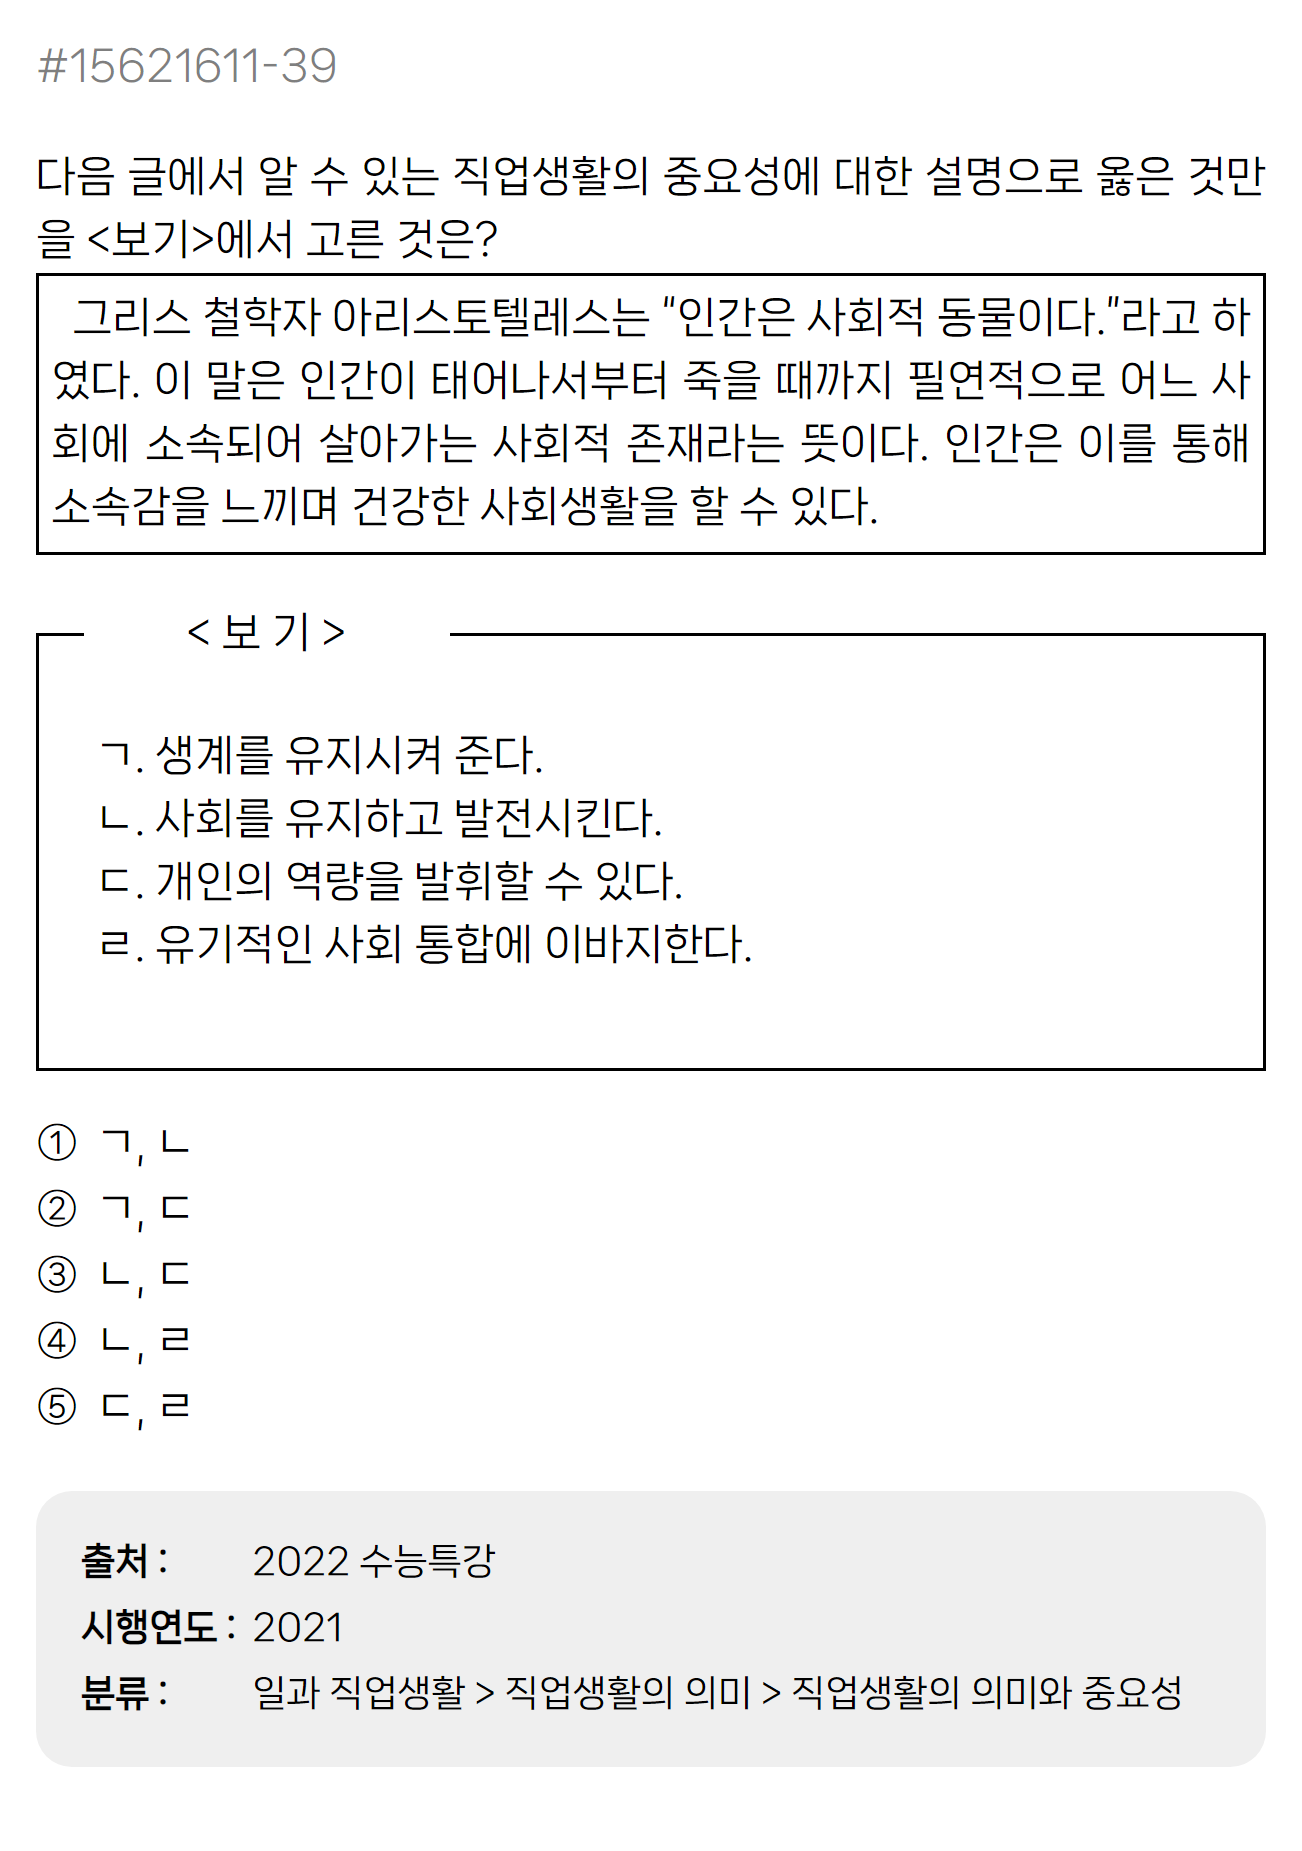 #15621611-39
다음 글에서 알 수 있는 직업생활의 중요성에 대한 설명으로 옳은 것만
을 <보기>에서 고른 것은?
그리스 철학자 아리스토텔레스는 "인간은 사회적 동물이다."라고 하
였다. 이 말은 인간이 태어나서부터 죽을 때까지 필연적으로 어느 사
회에 소속되어 살아가는 사회적 존재라는 뜻이다. 인간은 이를 통해
소속감을 느끼며 건강한 사회생활을 할 수 있다.
< 보 기 >
ㄱ. 생계를 유지시켜 준다.
ㄴ. 사회를 유지하고 발전시킨다.
ㄷ. 개인의 역량을 발휘할 수 있다.
ㄹ. 유기적인 사회 통합에 이바지한다.
① ㄱ, ㄴ
② ㄱ, ㄷ
③ ㄴ, ㄷ
④ ㄴ, ㄹ
⑤ ㄷ, ㄹ
출처 : 2022 수능특강
시행연도 : 2021
분류 : 일과 직업생활 > 직업생활의 의미 > 직업생활의 의미와 중요성